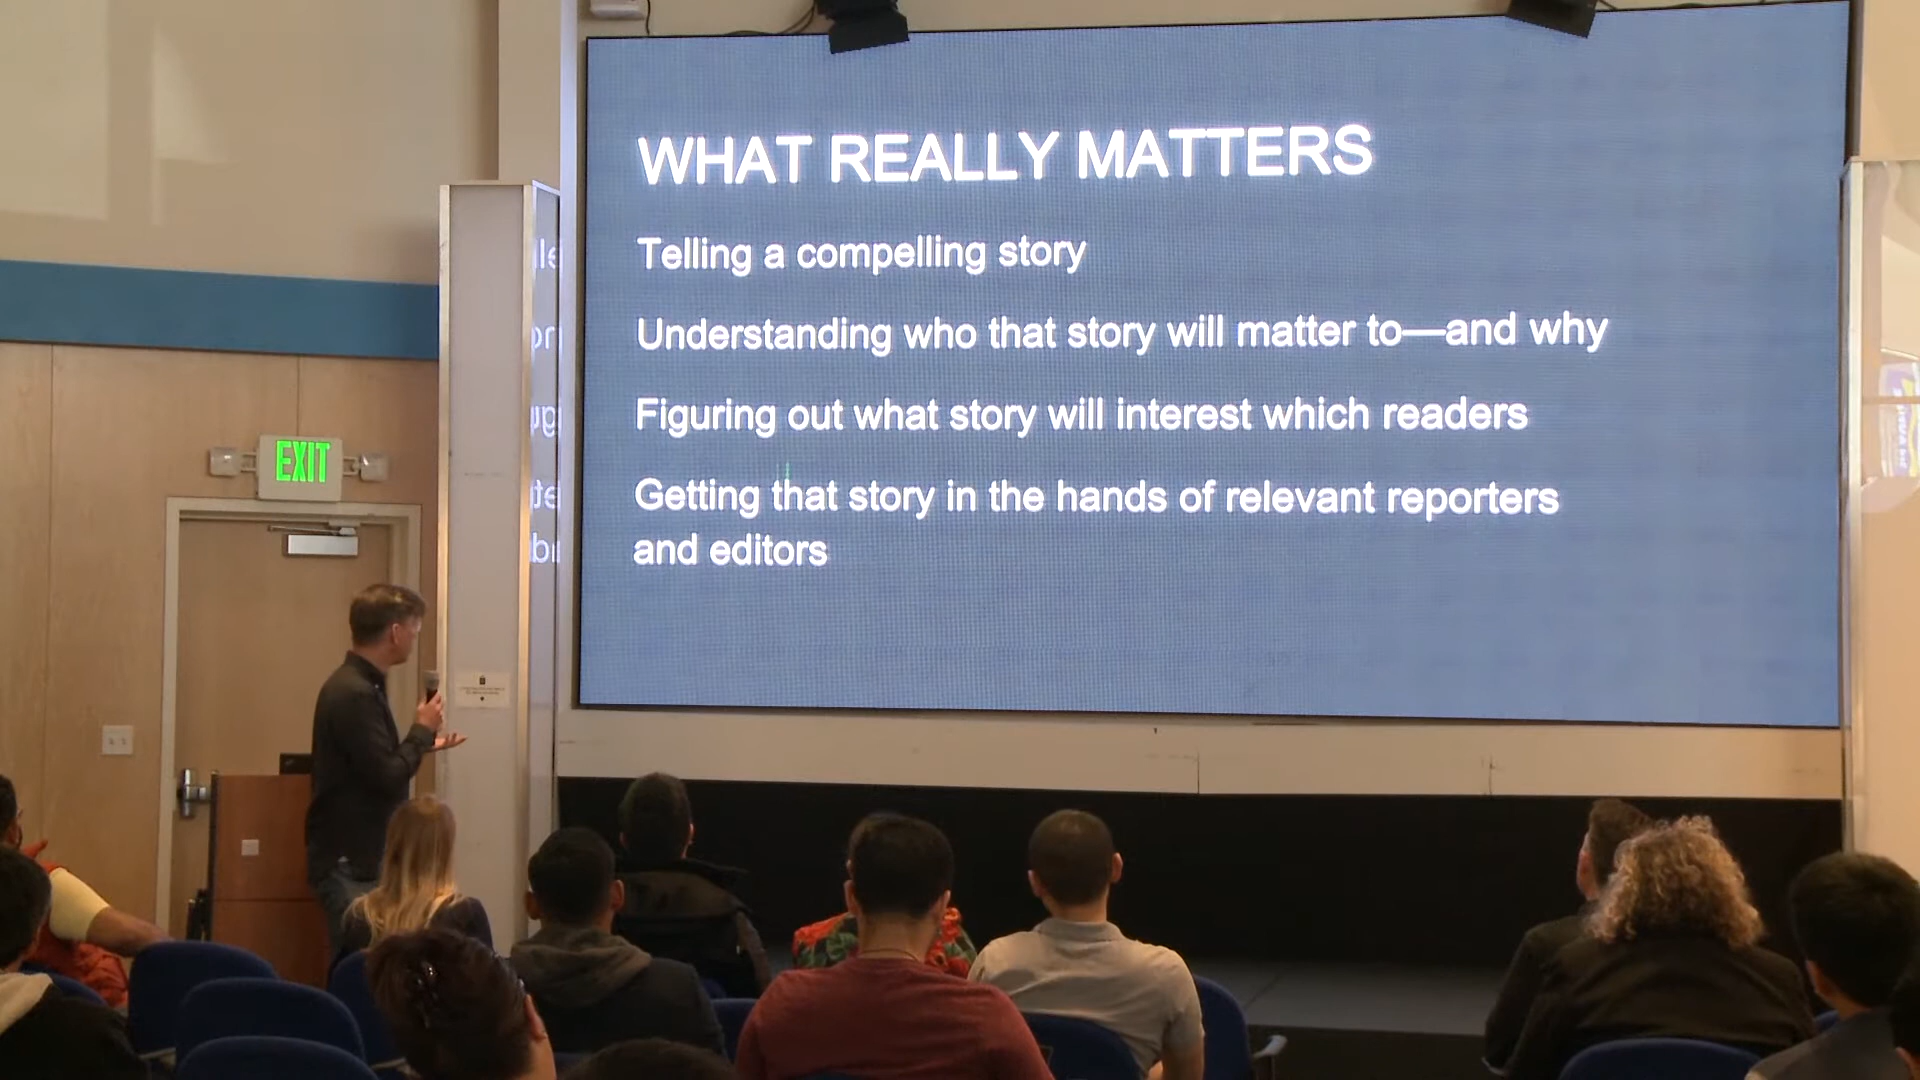 WHAT REALLY MATTERS
Telling a compelling story
Understanding who that story will matter to—and why
Figuring out what story will interest which readers
Getting that story in the hands of relevant reporters
and editors
EXIT